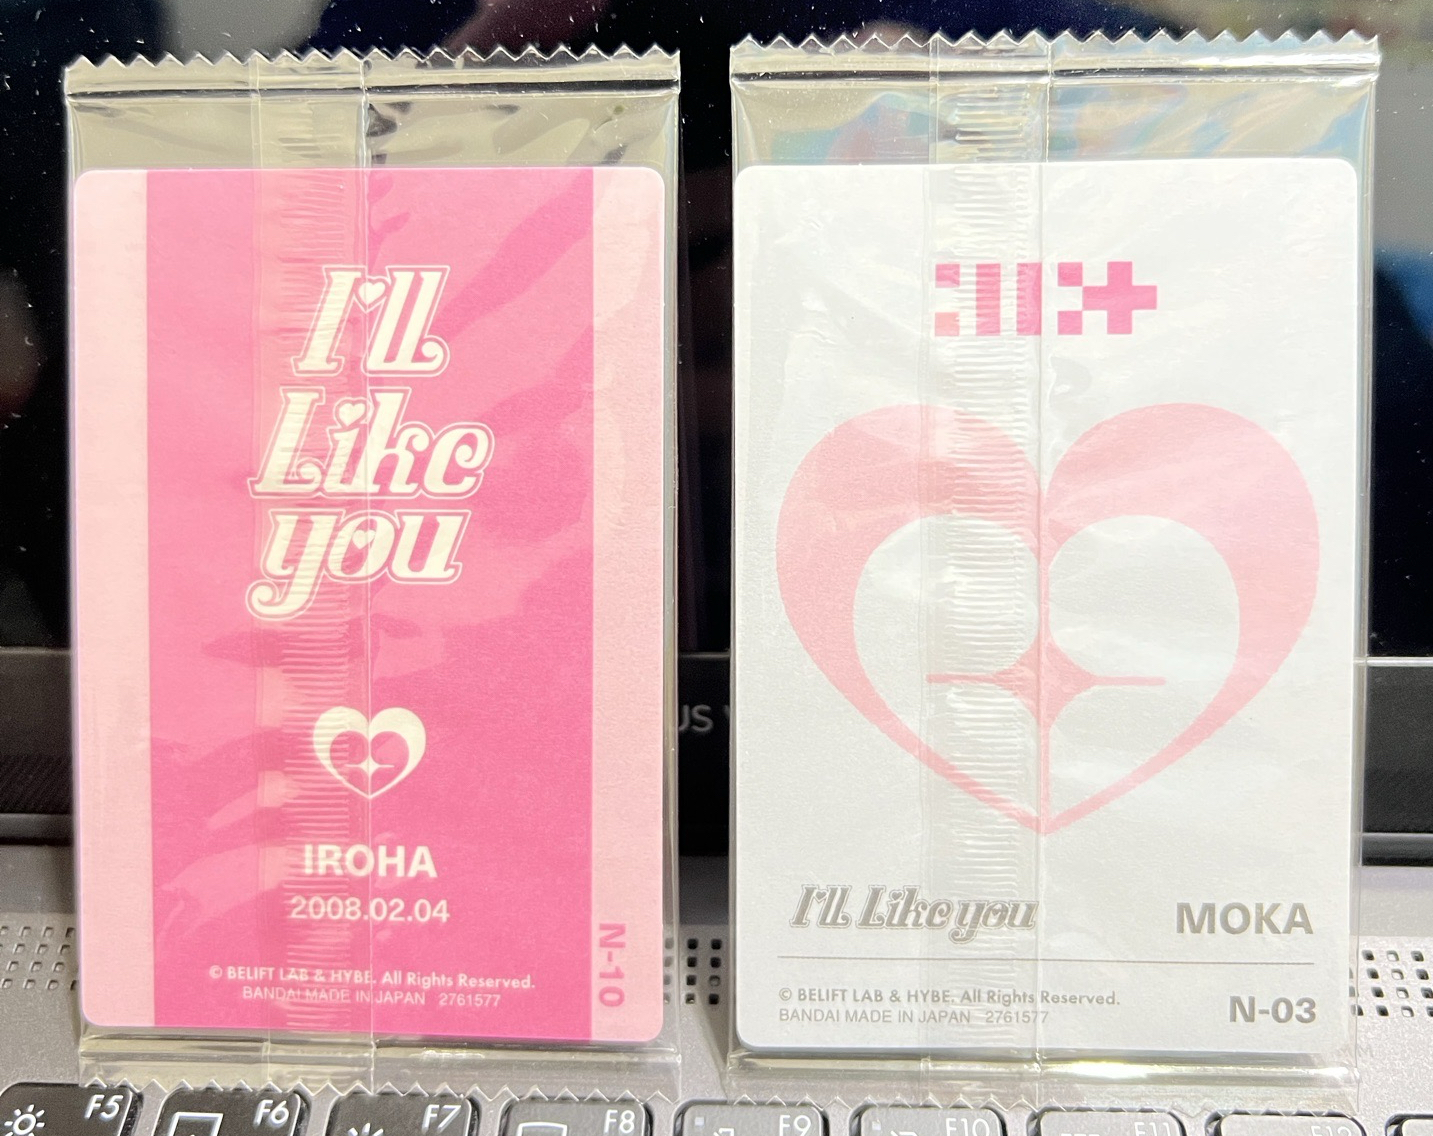 I'll
Like
you
IROHA
2008.02.04
© BELIFT LAB & HYBE. All Rights Reserved.
BANDAI MADE IN JAPAN 2761577
N-10
I'll Like you
MOKA
© BELIFT LAB & HYBE. All Rights Reserved.
BANDAI MADE IN JAPAN 2761577
N-03
US
F5
F6
F7
F8
F9
F10
F11